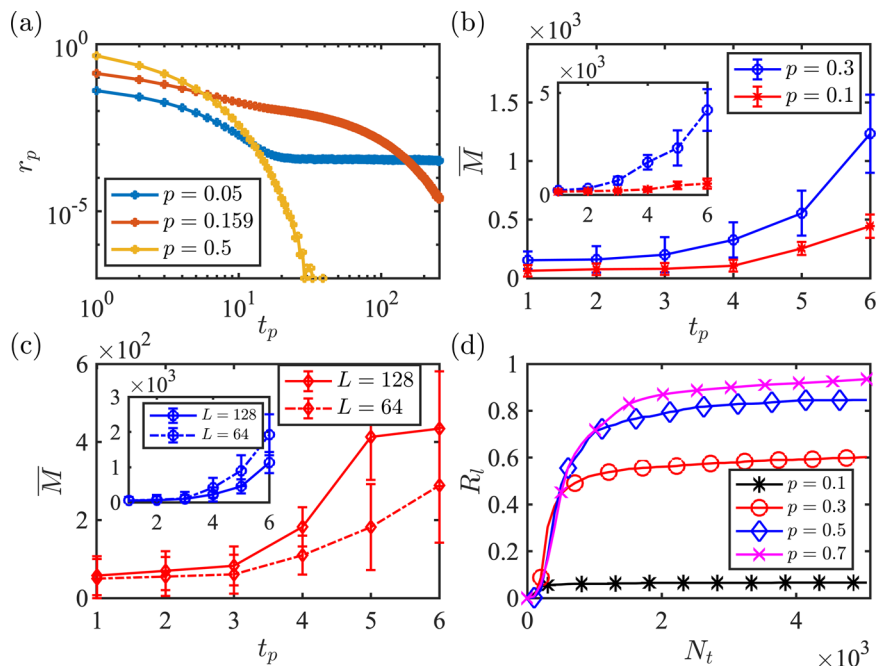 (a)
10^0
10^-5
r_p
p = 0.05
p = 0.159
p = 0.5
10^0
10^1
10^2
t_p
(b)
×10^3
1.5
1
0.5
0
M̅
p = 0.3
p = 0.1
×10^3
5
0
2
4
6
1
2
3
4
5
6
t_p
(c)
×10^2
6
4
2
0
M̅
L = 128
L = 64
×10^3
3
2
1
0
L = 128
L = 64
2
4
6
1
2
3
4
5
6
t_p
(d)
1
0.8
0.6
0.4
0.2
0
R_l
p = 0.1
p = 0.3
p = 0.5
p = 0.7
0
2
4
N_t
×10^3